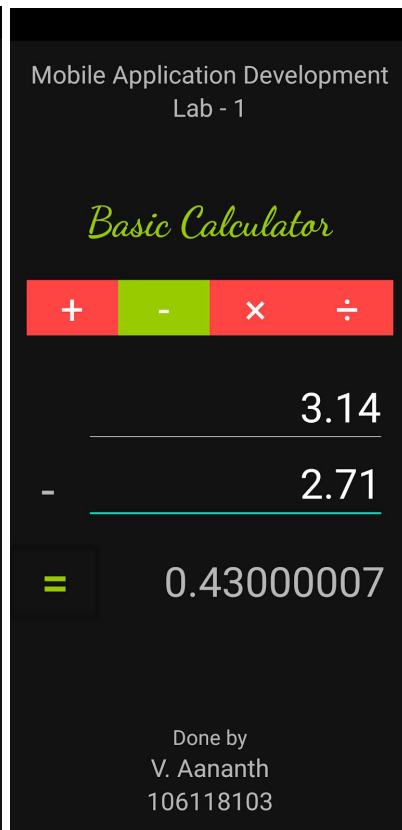 Mobile Application Development
Lab - 1
Basic Calculator
+ - × ÷
3.14
- 2.71
= 0.43000007
Done by
V. Aananth
106118103